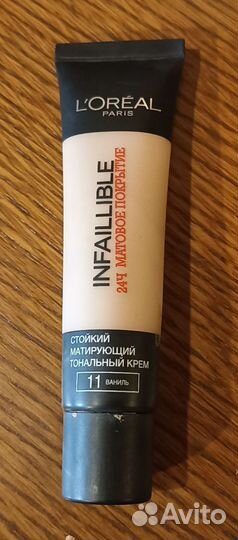 L'ORÉAL
PARIS
INFAILLIBLE
24Ч МАТОВОЕ ПОКРЫТИЕ
СТОЙКИЙ
МАТИРУЮЩИЙ
ТОНАЛЬНЫЙ КРЕМ
11 ВАНИЛЬ
Avito